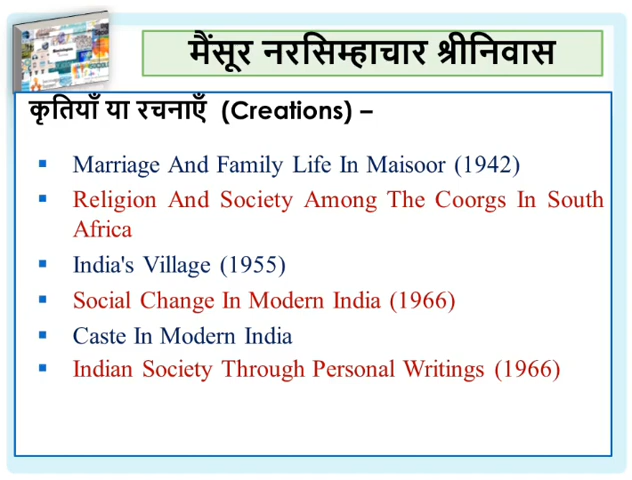 मैंसूर नरसिम्हाचार श्रीनिवास
कृतियाँ या रचनाएँ (Creations) –
▪ Marriage And Family Life In Maisoor (1942)
▪ Religion And Society Among The Coorgs In South
Africa
▪ India's Village (1955)
▪ Social Change In Modern India (1966)
▪ Caste In Modern India
▪ Indian Society Through Personal Writings (1966)